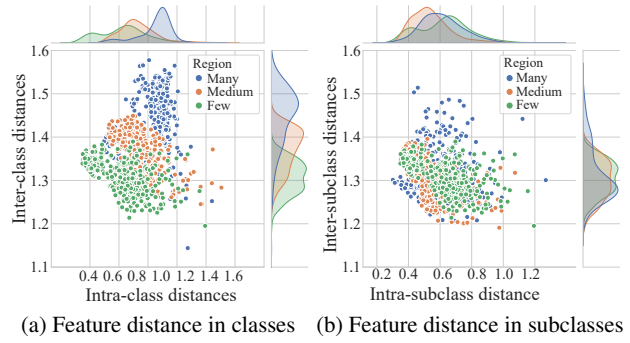 Region
Many
Medium
Few
Inter-class distances
1.6
1.5
1.4
1.3
1.2
1.1
0.4 0.6 0.8 1.0 1.2 1.4 1.6
Intra-class distances
(a) Feature distance in classes
Region
Many
Medium
Few
Inter-subclass distances
1.6
1.5
1.4
1.3
1.2
1.1
0.2 0.4 0.6 0.8 1.0 1.2
Intra-subclass distance
(b) Feature distance in subclasses